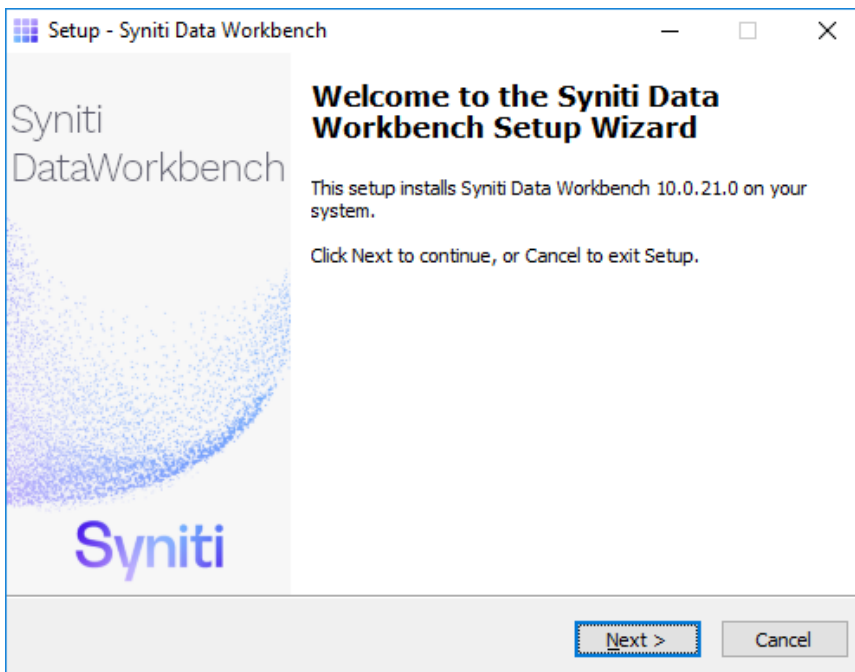 Setup - Syniti Data Workbench
Syniti
DataWorkbench
Syniti
Welcome to the Syniti Data
Workbench Setup Wizard
This setup installs Syniti Data Workbench 10.0.21.0 on your
system.
Click Next to continue, or Cancel to exit Setup.
Next >
Cancel